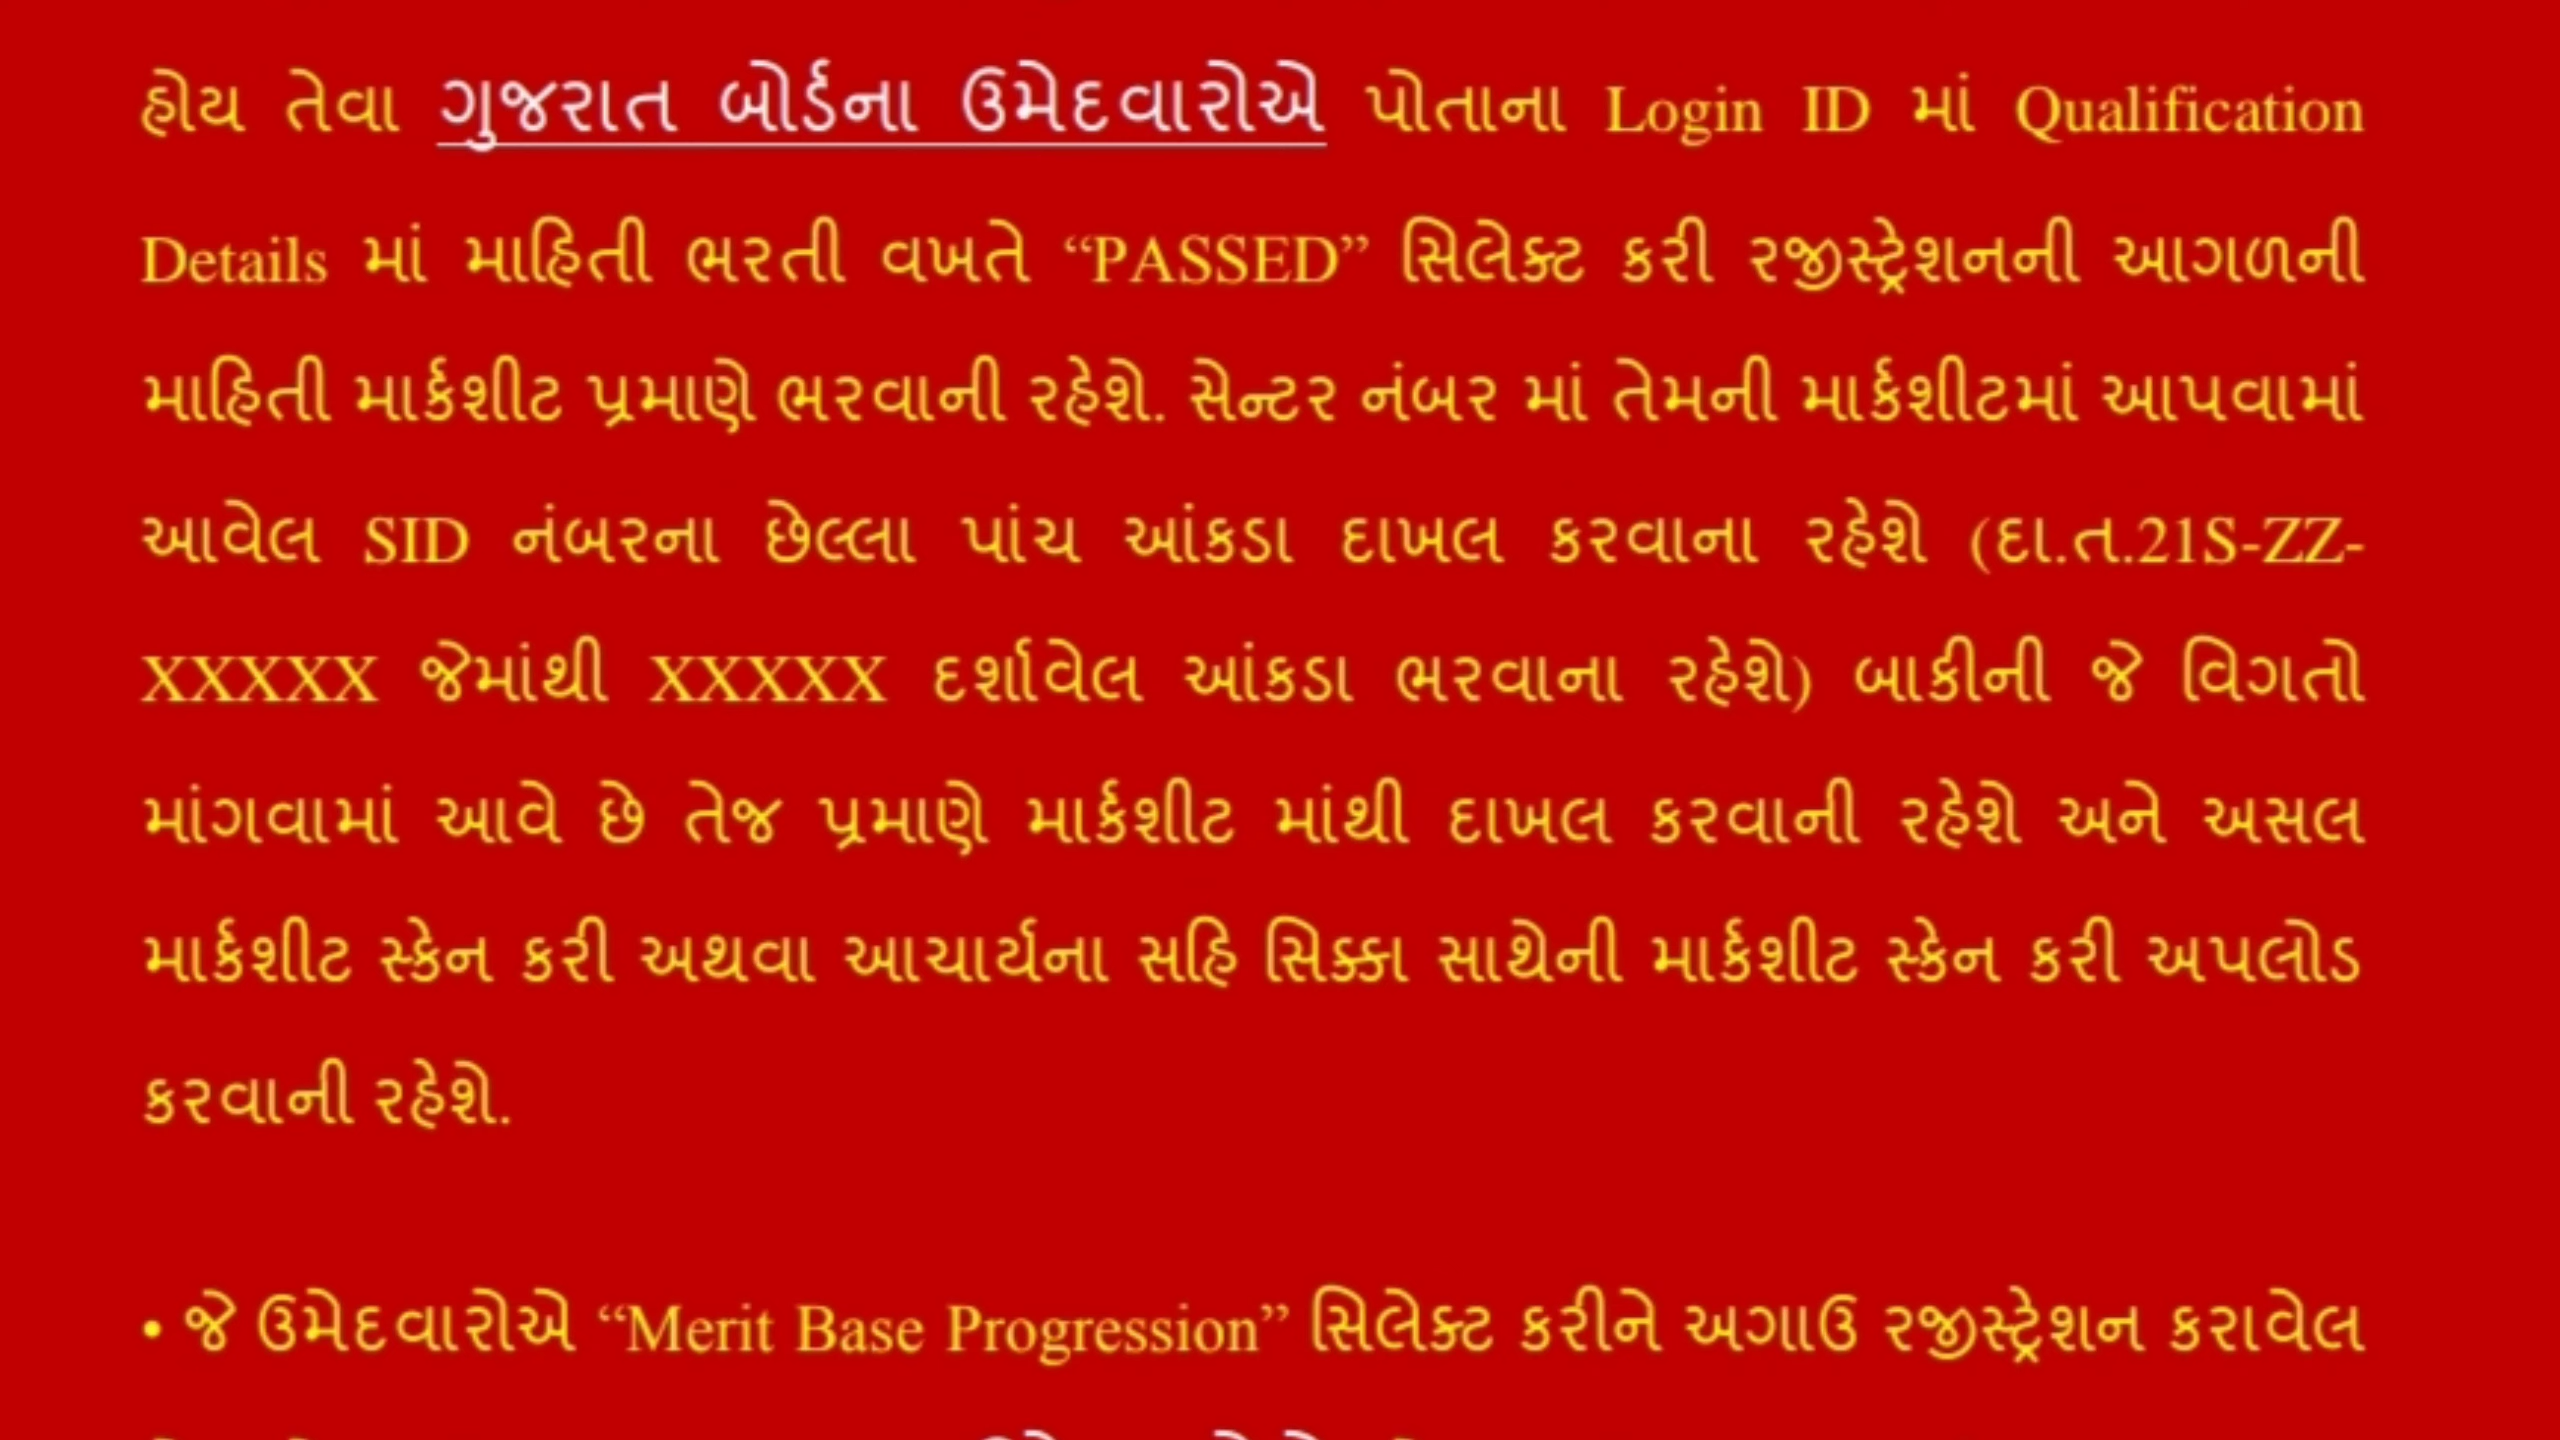 હોય તેવા ગુજરાત બોર્ડના ઉમેદવારોએ પોતાના Login ID માં Qualification
Details માં માહિતી ભરતી વખતે “PASSED” સિલેક્ટ કરી રજીસ્ટ્રેશનની આગળની
માહિતી માર્કશીટ પ્રમાણે ભરવાની રહેશે. સેન્ટર નંબર માં તેમની માર્કશીટમાં આપવામાં
આવેલ SID નંબરના છેલ્લા પાંચ આંકડા દાખલ કરવાના રહેશે (દા.ત.21S-ZZ-
XXXXX જેમાંથી XXXXX દર્શાવેલ આંકડા ભરવાના રહેશે) બાકીની જે વિગતો
માંગવામાં આવે છે તેજ પ્રમાણે માર્કશીટ માંથી દાખલ કરવાની રહેશે અને અસલ
માર્કશીટ સ્કેન કરી અથવા આચાર્યના સહિ સિક્કા સાથેની માર્કશીટ સ્કેન કરી અપલોડ
કરવાની રહેશે.
• જે ઉમેદવારોએ “Merit Base Progression” સિલેક્ટ કરીને અગાઉ રજીસ્ટ્રેશન કરાવેલ